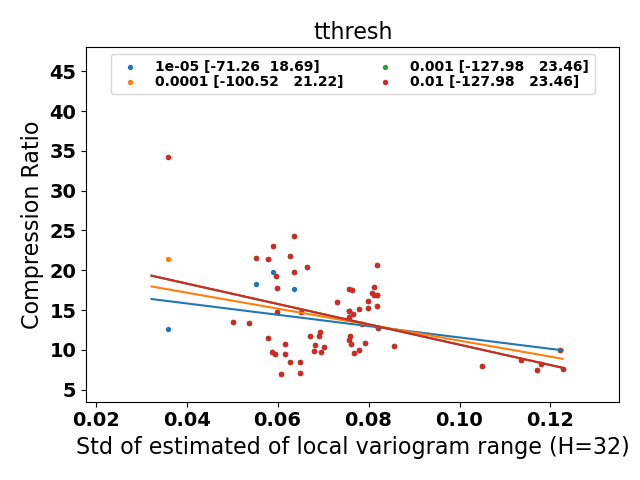 tthresh
1e-05 [-71.26  18.69]
0.0001 [-100.52   21.22]
0.001 [-127.98   23.46]
0.01 [-127.98   23.46]
Compression Ratio
45
40
35
30
25
20
15
10
5
0.02 0.04 0.06 0.08 0.10 0.12
Std of estimated of local variogram range (H=32)